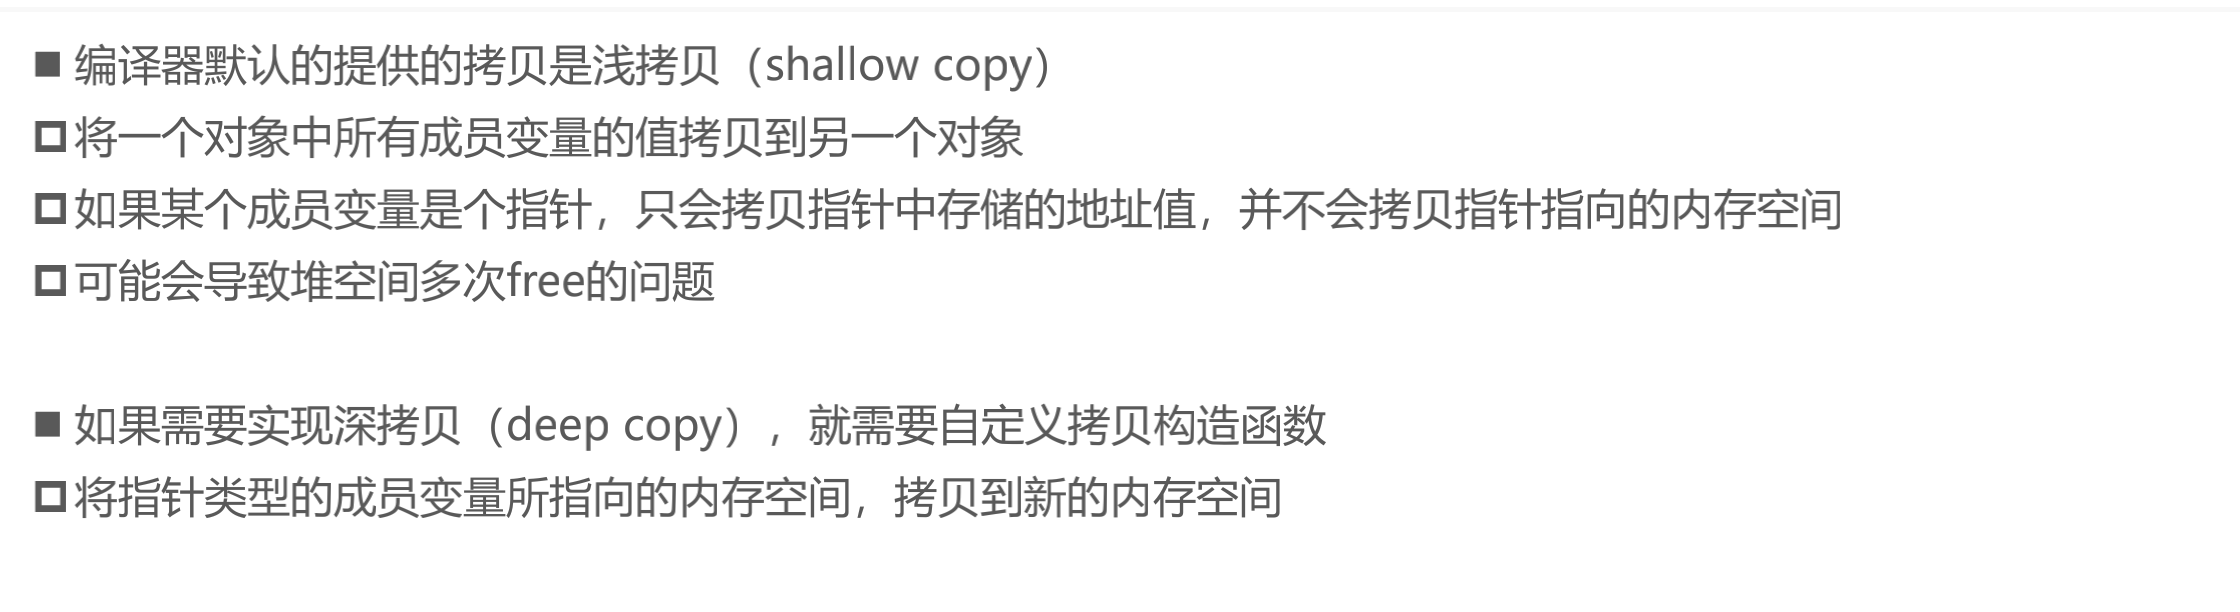 ■ 编译器默认的提供的拷贝是浅拷贝（shallow copy）
将一个对象中所有成员变量的值拷贝到另一个对象
如果某个成员变量是个指针，只会拷贝指针中存储的地址值，并不会拷贝指针指向的内存空间
可能会导致堆空间多次free的问题
■ 如果需要实现深拷贝（deep copy），就需要自定义拷贝构造函数
将指针类型的成员变量所指向的内存空间，拷贝到新的内存空间